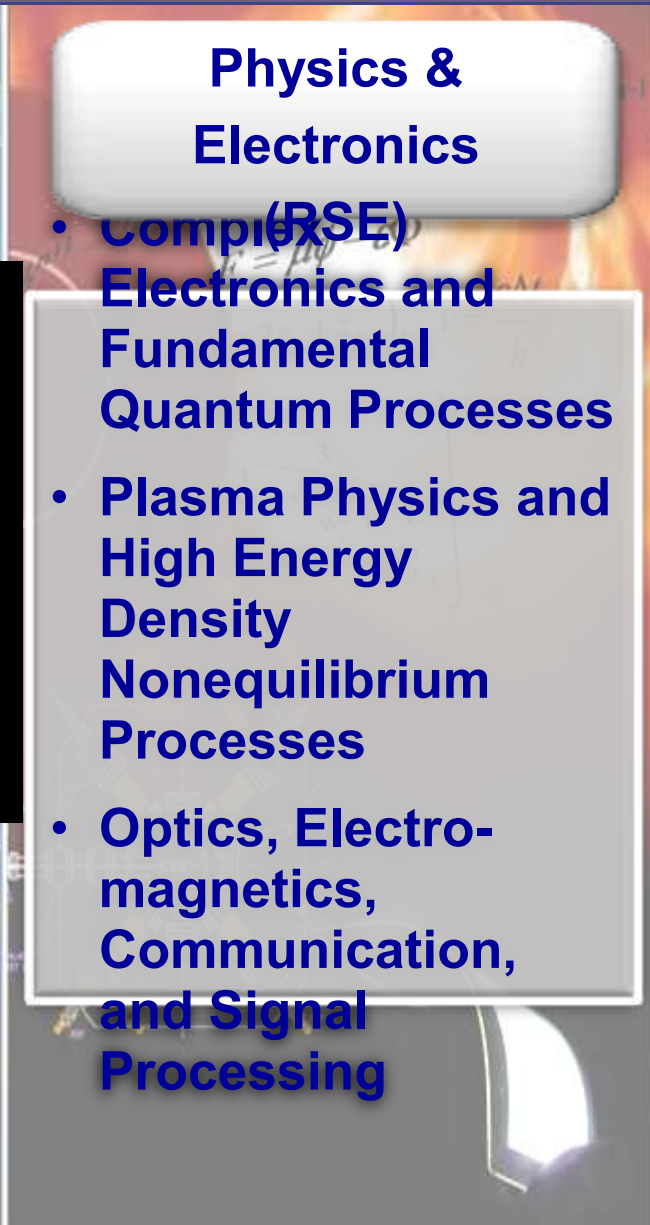 Physics &
Electronics
(RSE)
• Complex
Electronics and
Fundamental
Quantum Processes
• Plasma Physics and
High Energy
Density
Nonequilibrium
Processes
• Optics, Electro-
magnetics,
Communication,
and Signal
Processing